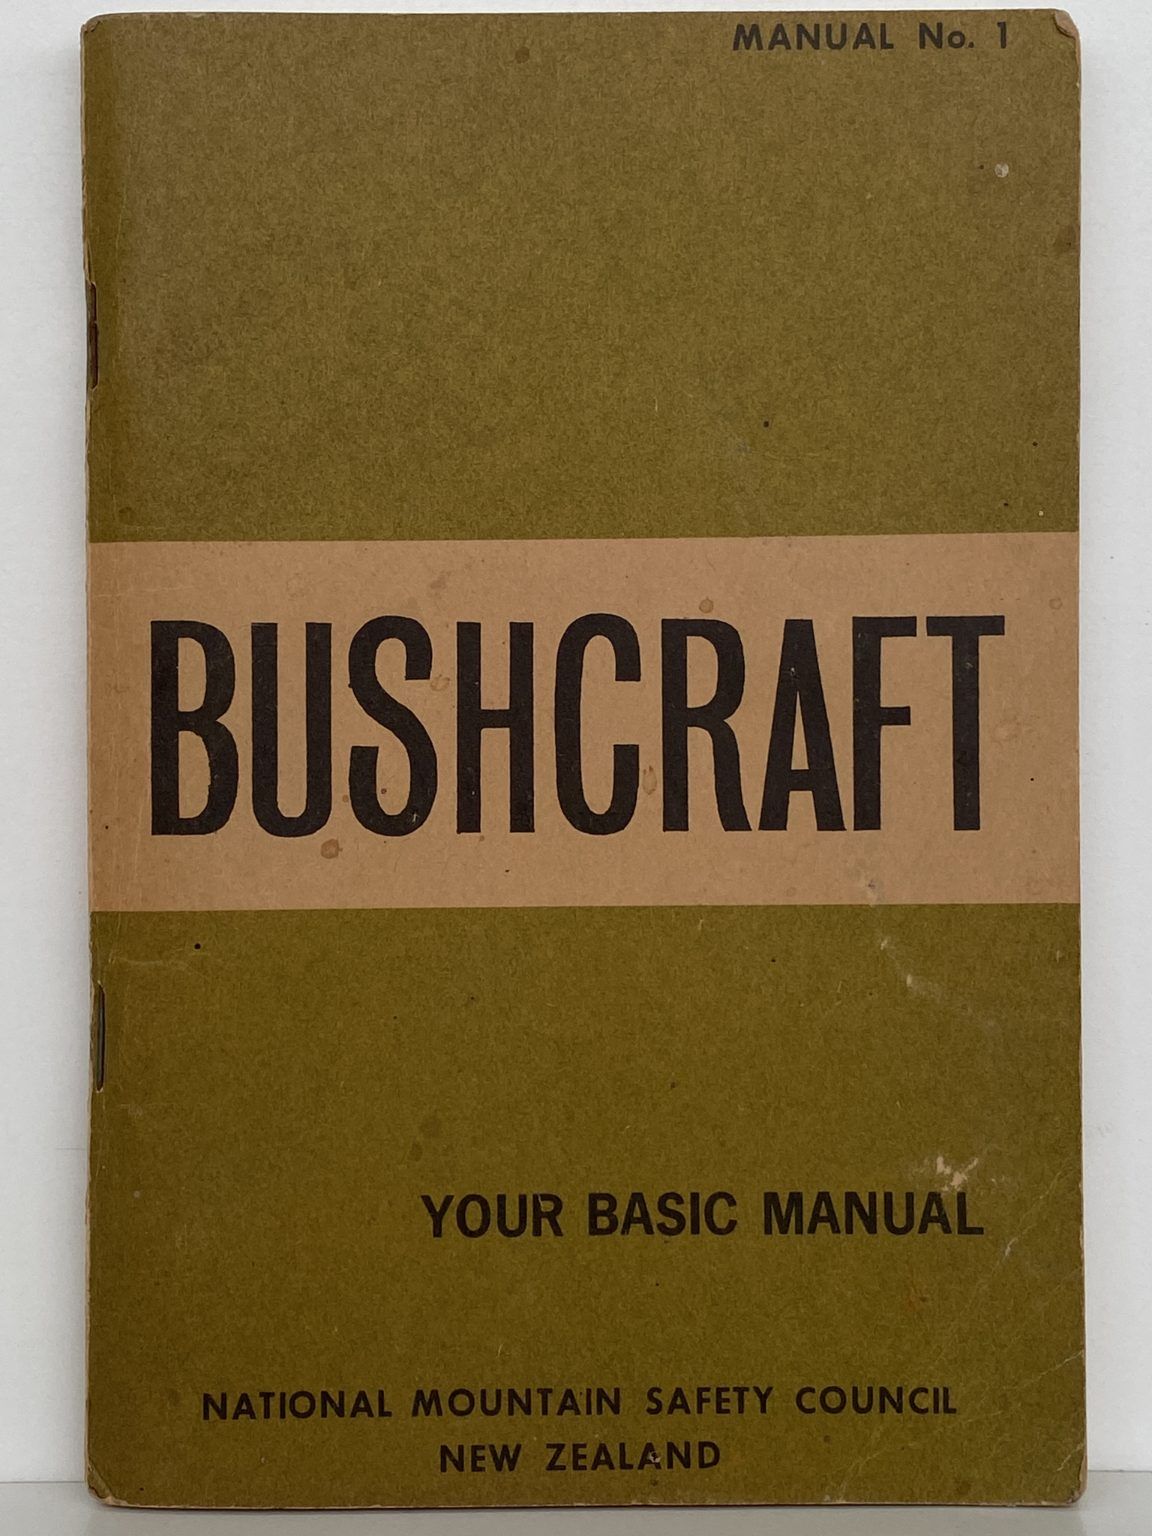 MANUAL No. 1
BUSHCRAFT
YOUR BASIC MANUAL
NATIONAL MOUNTAIN SAFETY COUNCIL
NEW ZEALAND